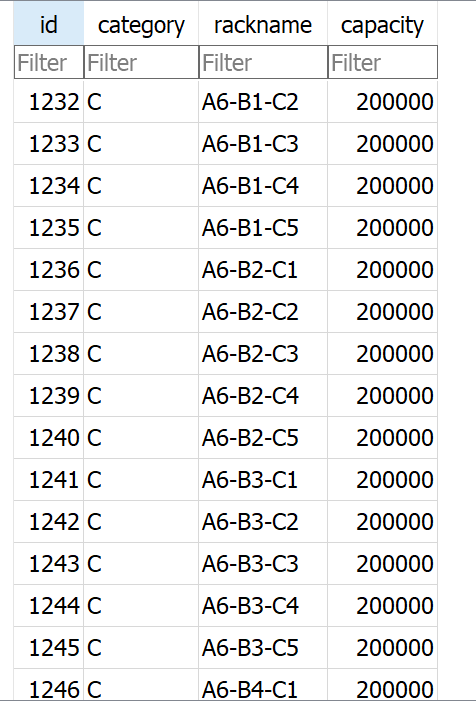 id category rackname capacity
Filter Filter Filter Filter
1232 C A6-B1-C2 200000
1233 C A6-B1-C3 200000
1234 C A6-B1-C4 200000
1235 C A6-B1-C5 200000
1236 C A6-B2-C1 200000
1237 C A6-B2-C2 200000
1238 C A6-B2-C3 200000
1239 C A6-B2-C4 200000
1240 C A6-B2-C5 200000
1241 C A6-B3-C1 200000
1242 C A6-B3-C2 200000
1243 C A6-B3-C3 200000
1244 C A6-B3-C4 200000
1245 C A6-B3-C5 200000
1246 C A6-B4-C1 200000